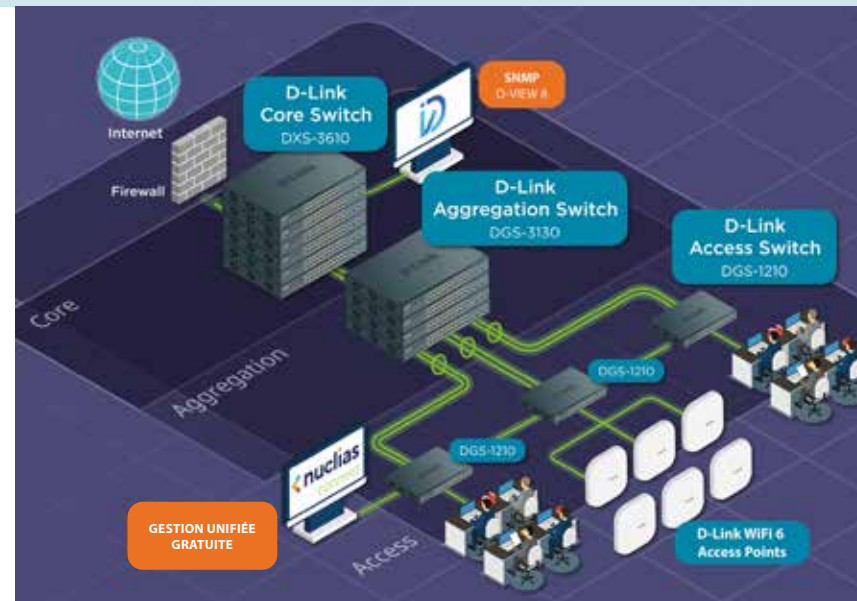 Internet
Firewall
D-Link
Core Switch
DXS-3610
SNMP
D-VIEW 8
D-Link
Aggregation Switch
DGS-3130
D-Link
Access Switch
DGS-1210
Core
Aggregation
DGS-1210
DGS-1210
nuclias
connect
GESTION UNIFIÉE
GRATUITE
Access
D-Link WiFi 6
Access Points